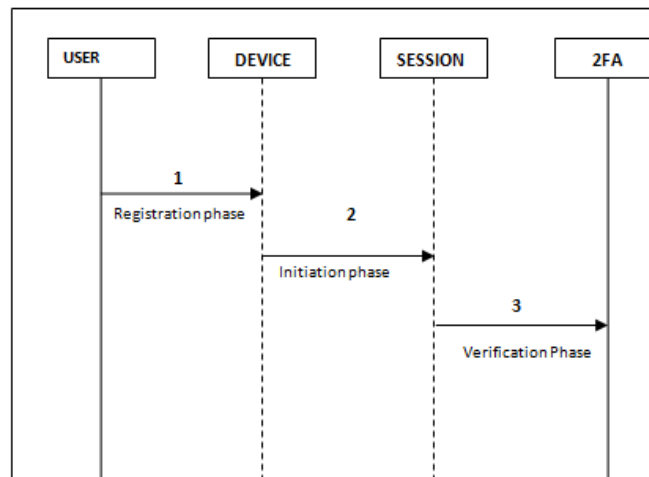 USER
DEVICE
SESSION
2FA
1
Registration phase
2
Initiation phase
3
Verification Phase